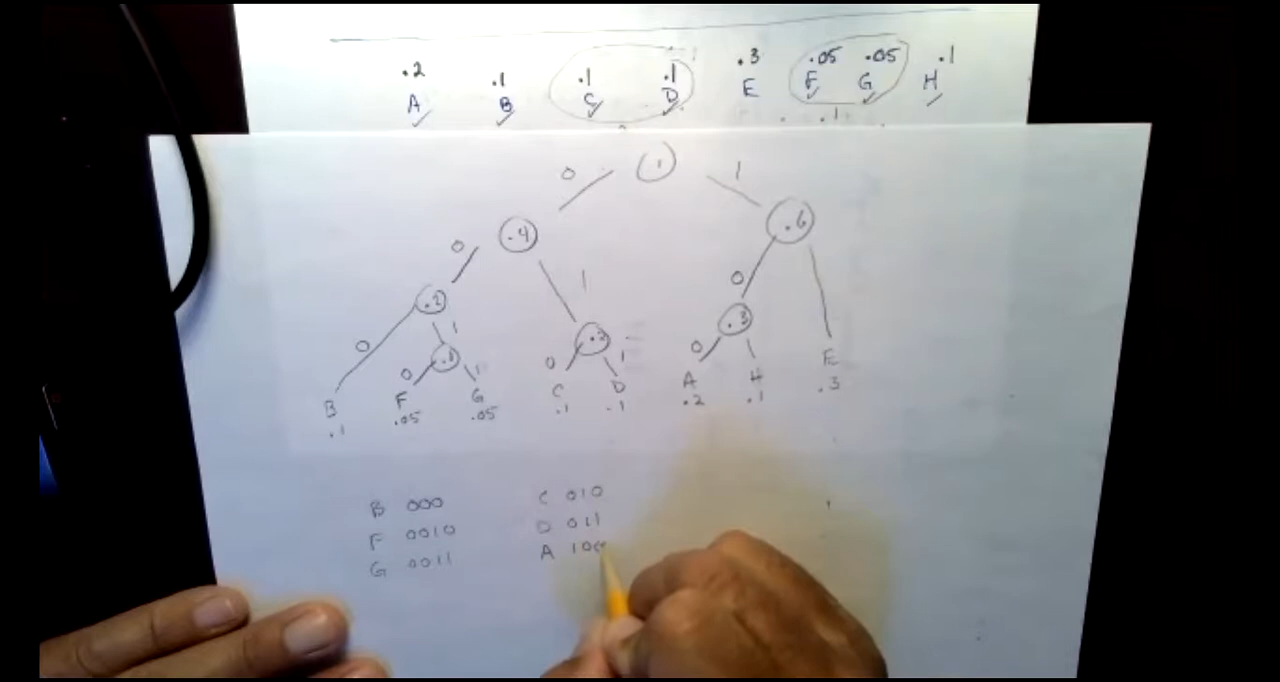 .2 .1 .1 .1 .3 .05 .05 .1
A B C D E F G H
.1
1
0 1
.4 .6
0 1 0
.2 .3
0 1 .1 0 1 0
0 1
B F G C D A H E
.1 .05 .05 .1 .1 .2 .1 .3
B 000 C 010
F 0010 D 011
G 0011 A 100